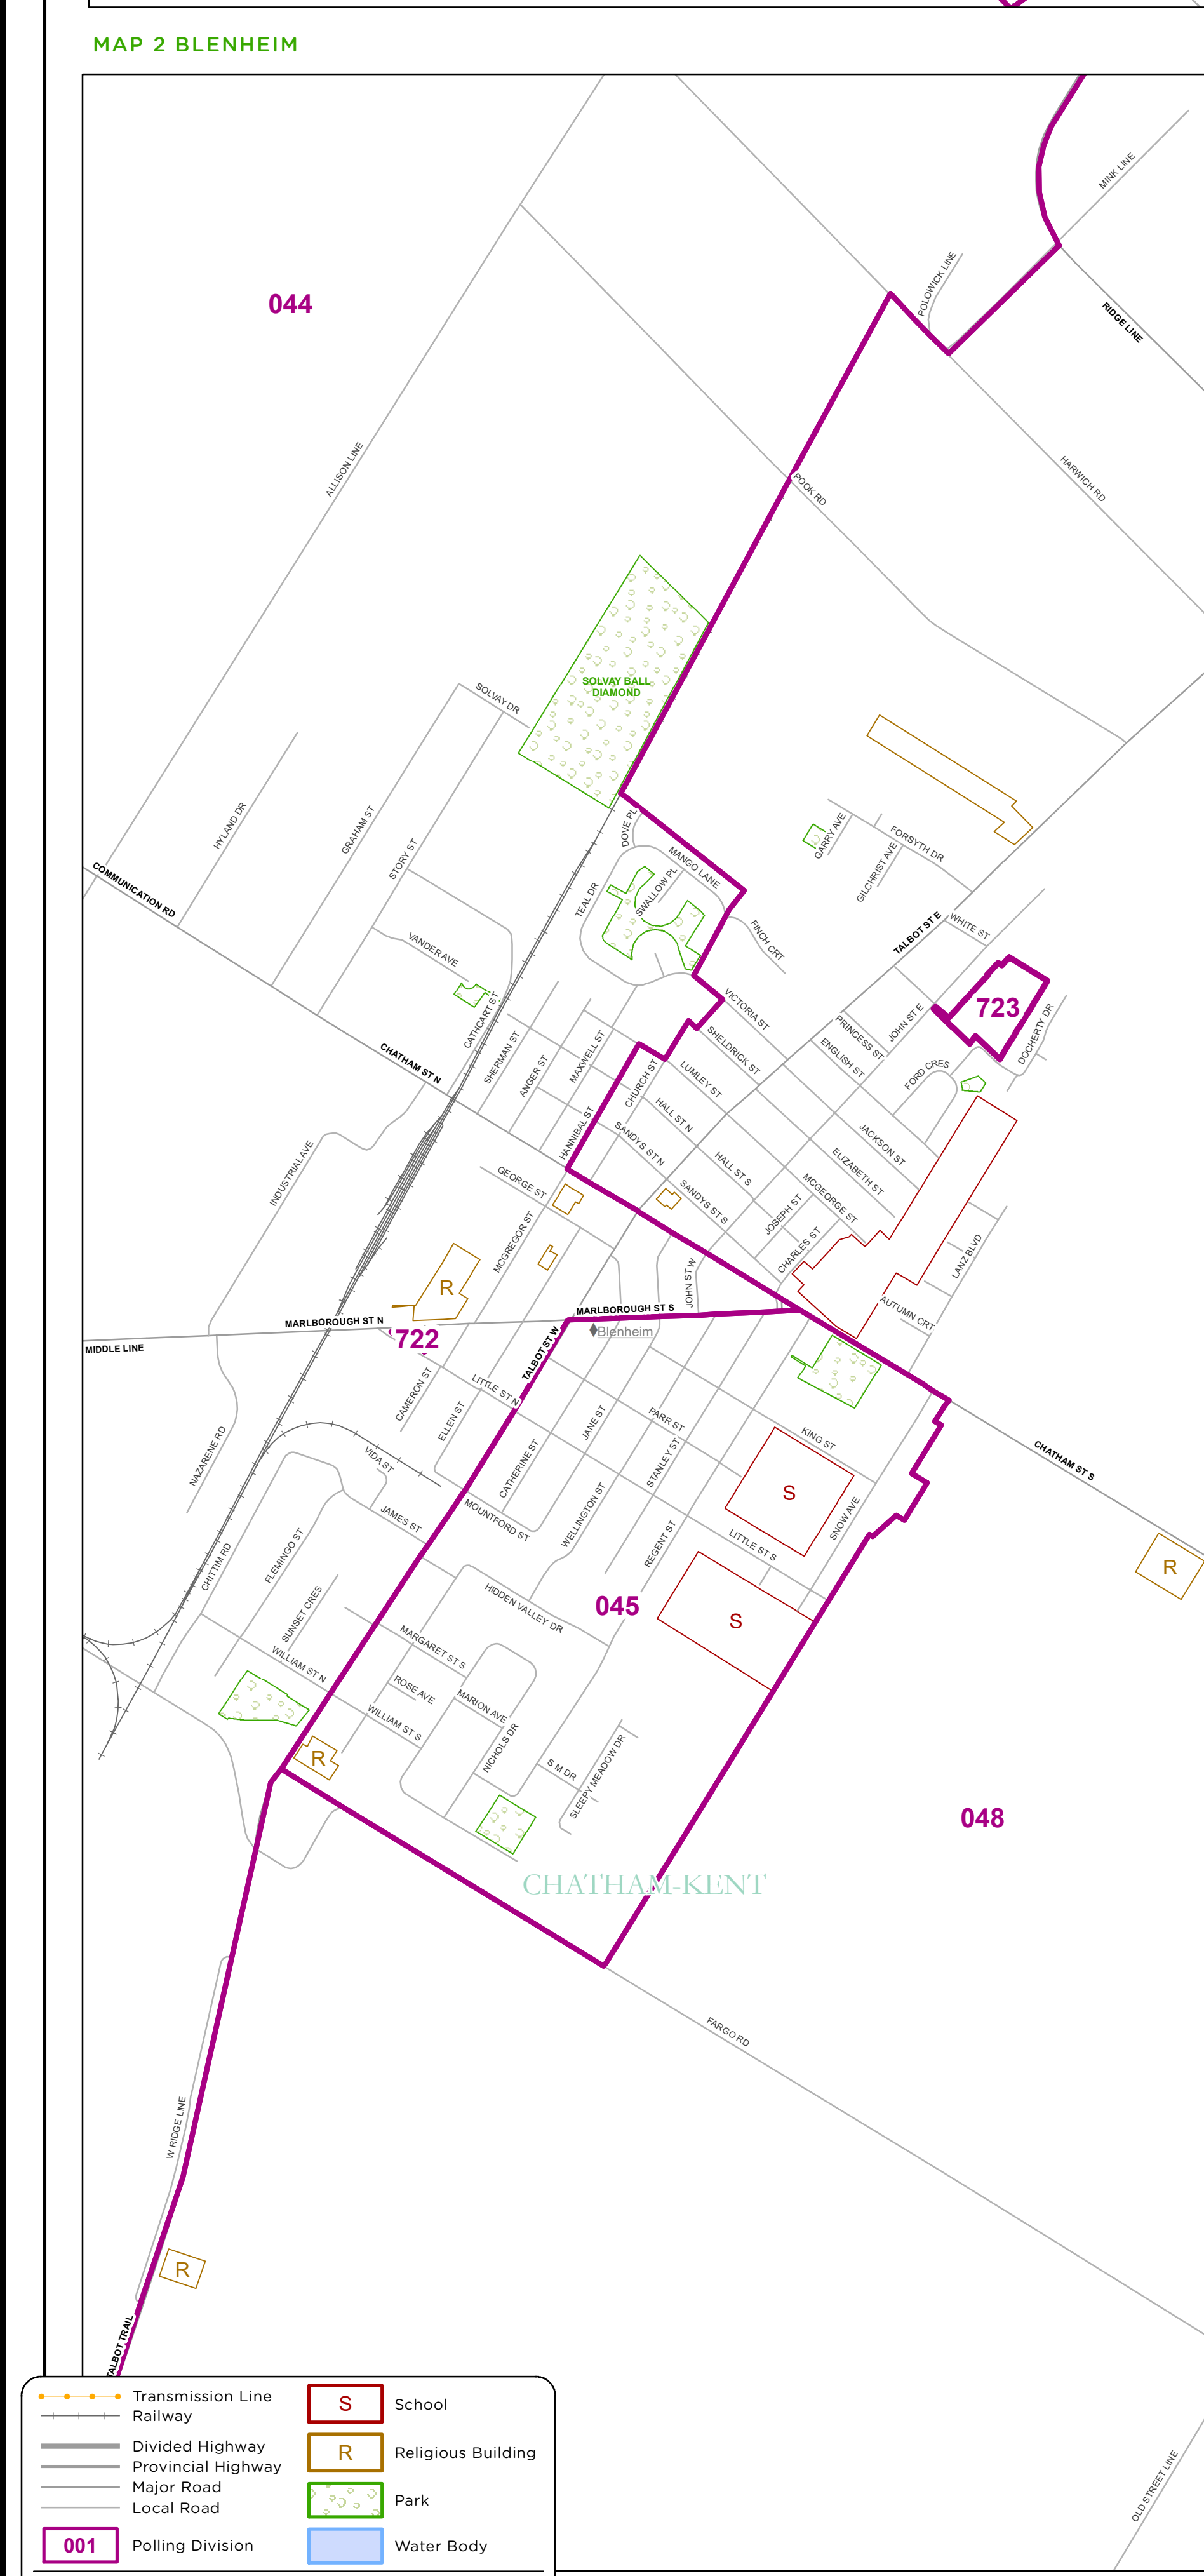 MAP 2 BLENHEIM
MINK LINE
POLOWICK LINE
044
RIDGE LINE
ALLISON LINE
HARWICH RD
POOK RD
SOLVAY BALL
DIAMOND
SOLVAY DR
HYLAND DR
GRAHAM ST
DOVE PL
GARRY AVE
FORSYTH DR
STORY ST
MANGO LANE
GILCHRIST AVE
COMMUNICATION RD
TEAL DR
SWALLOW PL
TALBOT ST E
WHITE ST
FINCH CRT
VANDER AVE
723
VICTORIA ST
CATHCART ST
JOHN ST E
DOCHERTY DR
PRINCESS ST
SHELDRICK ST
ENGLISH ST
CHATHAM ST N
SHERMAN ST
MAXWELL ST
ANGER ST
CHURCH ST
LUMLEY ST
FORD CRES
HALL ST N
HANNIBAL ST
SANDYS ST N
JACKSON ST
INDUSTRIAL AVE
GEORGE ST
HALL ST S
ELIZABETH ST
SANDYS ST S
MCGEORGE ST
JOSEPH ST
MCGREGOR ST
CHARLES ST
LANZ BLVD
R
JOHN ST W
MARLBOROUGH ST S
AUTUMN CRT
MARLBOROUGH ST N
Blenheim
722
MIDDLE LINE
TALBOT ST W
CAMERON ST
LITTLE ST N
JANE ST
PARR ST
ELLEN ST
KING ST
CHATHAM ST S
NAZARENE RD
VIDA ST
CATHERINE ST
STANLEY ST
S
SNOW AVE
JAMES ST
MOUNTFORD ST
WELLINGTON ST
REGENT ST
LITTLE ST S
FLEMINGO ST
CHITTIM RD
R
HIDDEN VALLEY DR
045
SUNSET CRES
S
MARGARET ST S
WILLIAM ST N
ROSE AVE
MARION AVE
WILLIAM ST S
NICHOLS DR
R
S M DR
SLEEPY MEADOW DR
048
CHATHAM-KENT
FARGO RD
W RIDGE LINE
R
TALBOT TRAIL
OLD STREET LINE
Transmission Line
Railway
Divided Highway
Provincial Highway
Major Road
Local Road
001 Polling Division
S School
R Religious Building
Park
Water Body